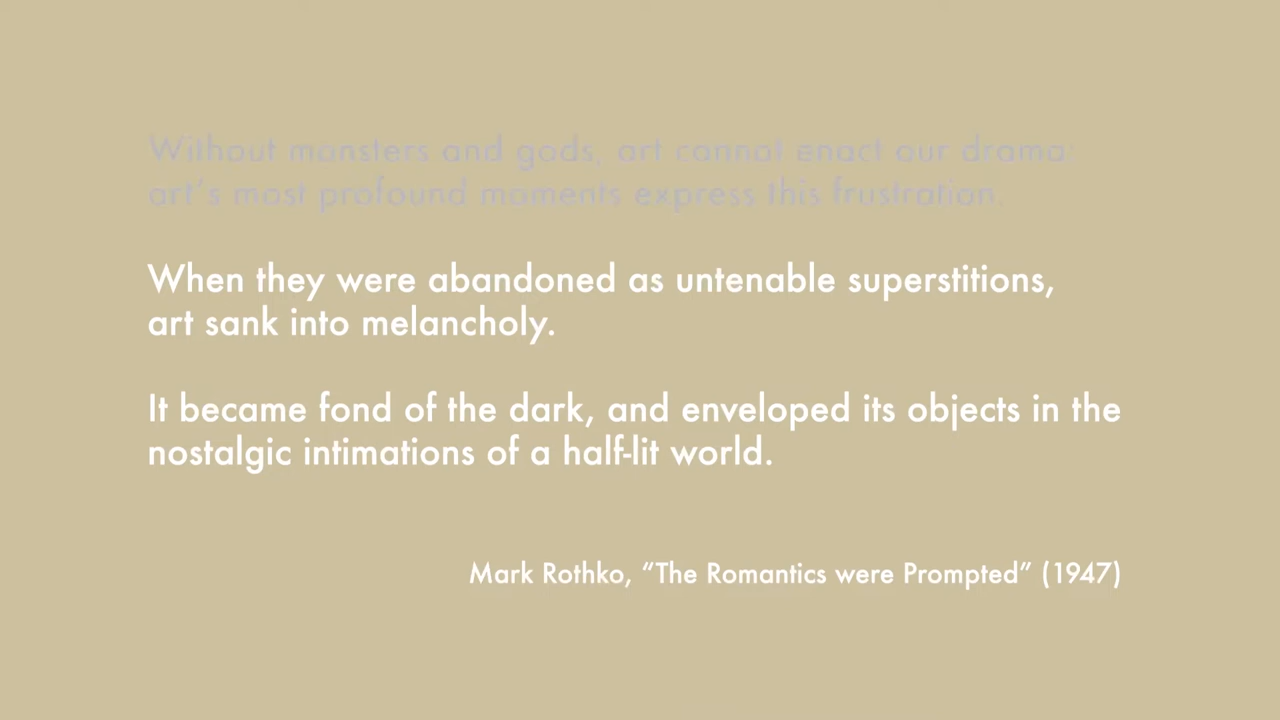 Without monsters and gods, art cannot enact our drama:
art's most profound moments express this frustration.
When they were abandoned as untenable superstitions,
art sank into melancholy.
It became fond of the dark, and enveloped its objects in the
nostalgic intimations of a half-lit world.
Mark Rothko, “The Romantics were Prompted” (1947)